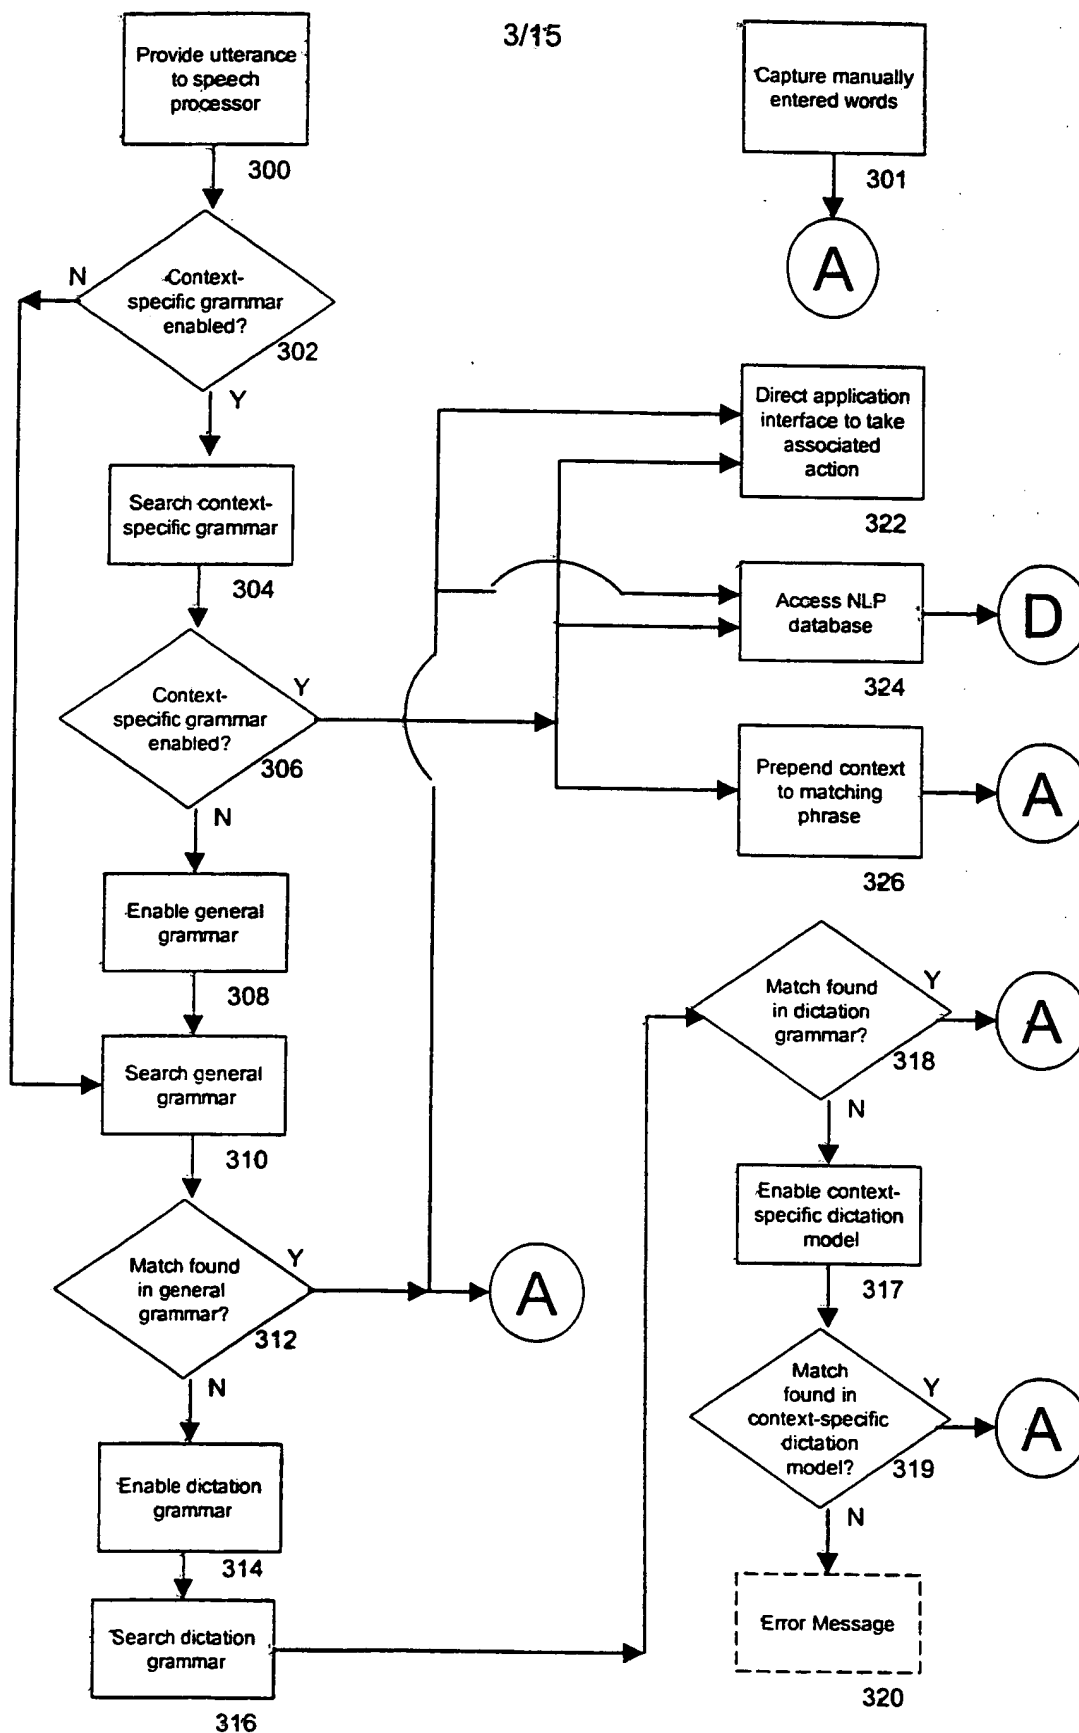 3/15
Provide utterance
to speech
processor
300
Capture manually
entered words
301
A
N
Context-
specific grammar
enabled?
302
Y
Direct application
interface to take
associated
action
322
Search context-
specific grammar
304
Access NLP
database
324
D
Context-
specific grammar
enabled?
306
Y
N
Prepend context
to matching
phrase
326
A
Enable general
grammar
308
Search general
grammar
310
Match found
in dictation
grammar?
318
Y
A
N
Enable context-
specific dictation
model
317
Match found
in general
grammar?
312
Y
A
N
Match
found in
context-specific
dictation
model?
319
Y
A
N
Enable dictation
grammar
314
Search dictation
grammar
316
Error Message
320